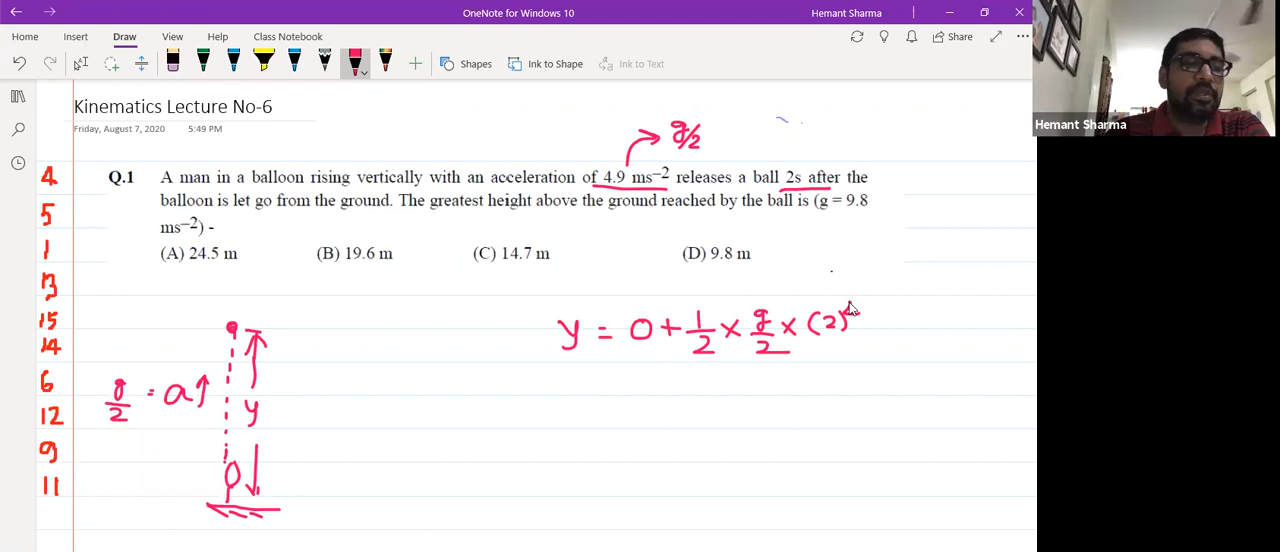 OneNote for Windows 10
Hemant Sharma
Home Insert Draw View Help Class Notebook
Share
Shapes Ink to Shape Ink to Text
Hemant Sharma
Kinematics Lecture No-6
Friday, August 7, 2020 5:49 PM
g/2
4
Q.1 A man in a balloon rising vertically with an acceleration of 4.9 ms⁻² releases a ball 2s after the
5
balloon is let go from the ground. The greatest height above the ground reached by the ball is (g = 9.8
ms⁻²) -
1
(A) 24.5 m (B) 19.6 m (C) 14.7 m (D) 9.8 m
13
15
y = 0 + 1/2 × g/2 × (2)
14
6
g/2 = a↑
y
12
9
11